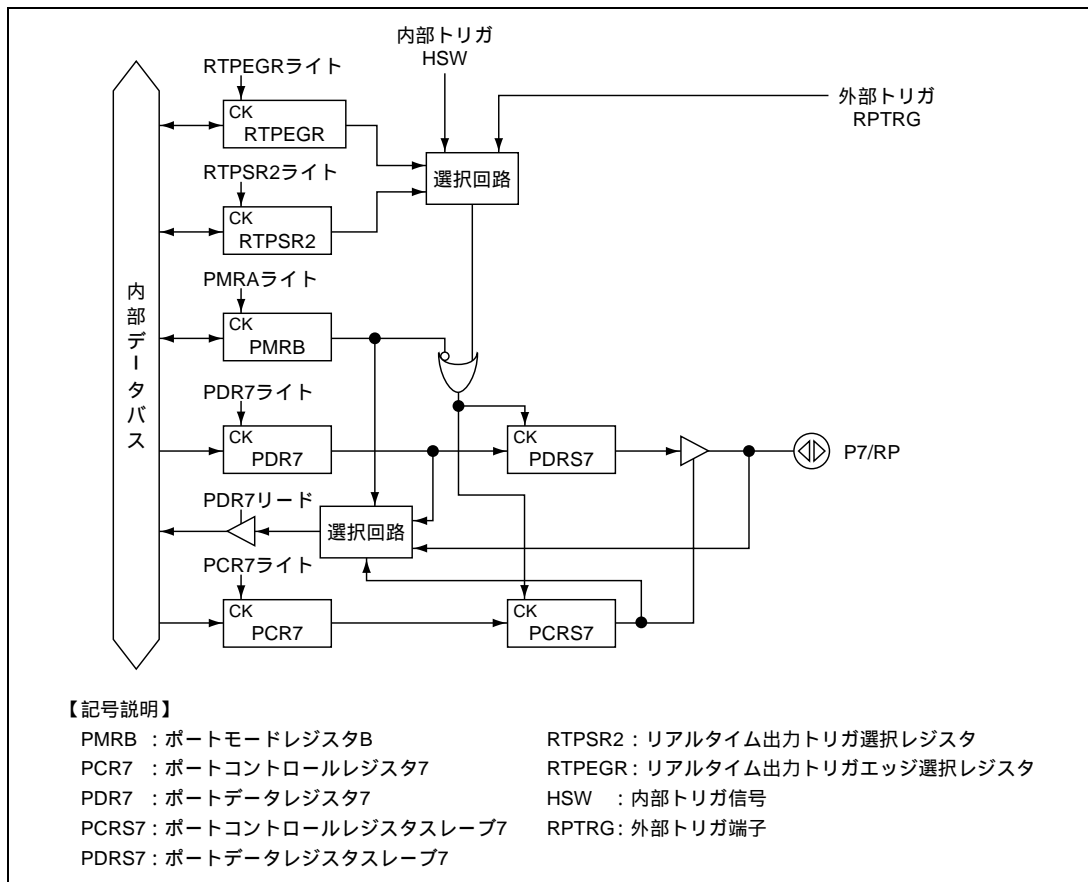 内部トリガ
HSW
RTPEGRライト
外部トリガ
RPTRG
CK
RTPEGR
選択回路
RTPSR2ライト
CK
RTPSR2
PMRAライト
CK
PMRB
内部データバス
PDR7ライト
CK
PDR7
CK
PDRS7
P7/RP
PDR7リード
選択回路
PCR7ライト
CK
PCR7
CK
PCRS7
【記号説明】
PMRB :ポートモードレジスタB
PCR7 :ポートコントロールレジスタ7
PDR7 :ポートデータレジスタ7
PCRS7:ポートコントロールレジスタスレーブ7
PDRS7:ポートデータレジスタスレーブ7
RTPSR2:リアルタイム出力トリガ選択レジスタ
RTPEGR:リアルタイム出力トリガエッジ選択レジスタ
HSW :内部トリガ信号
RPTRG:外部トリガ端子